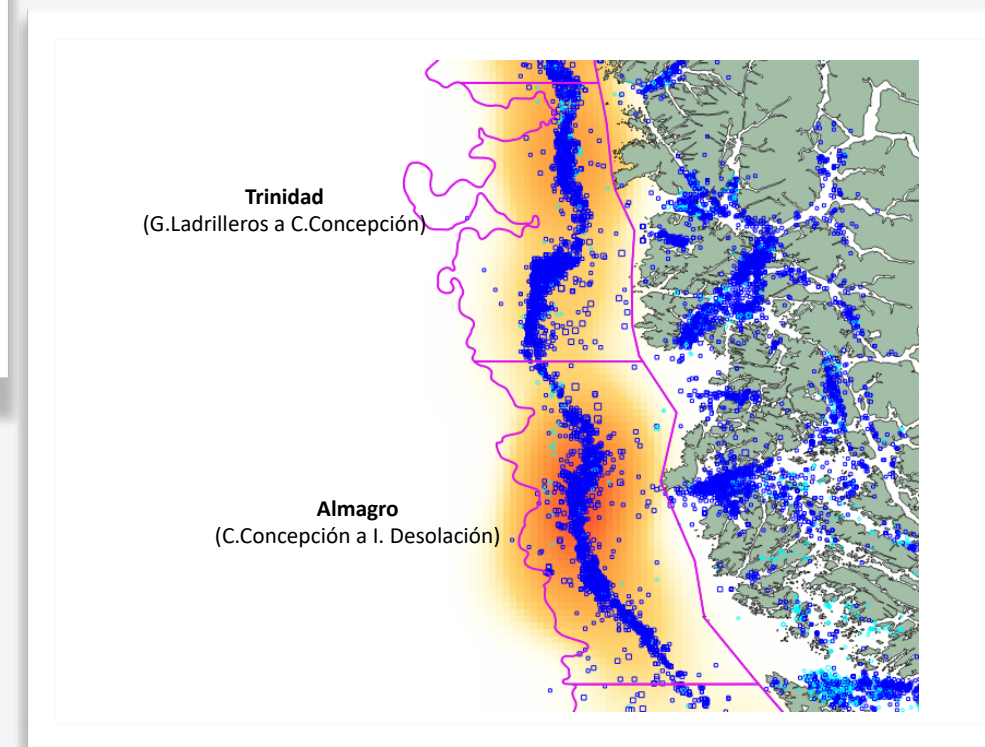 Trinidad
(G.Ladrilleros a C.Concepción)
Almagro
(C.Concepción a I. Desolación)